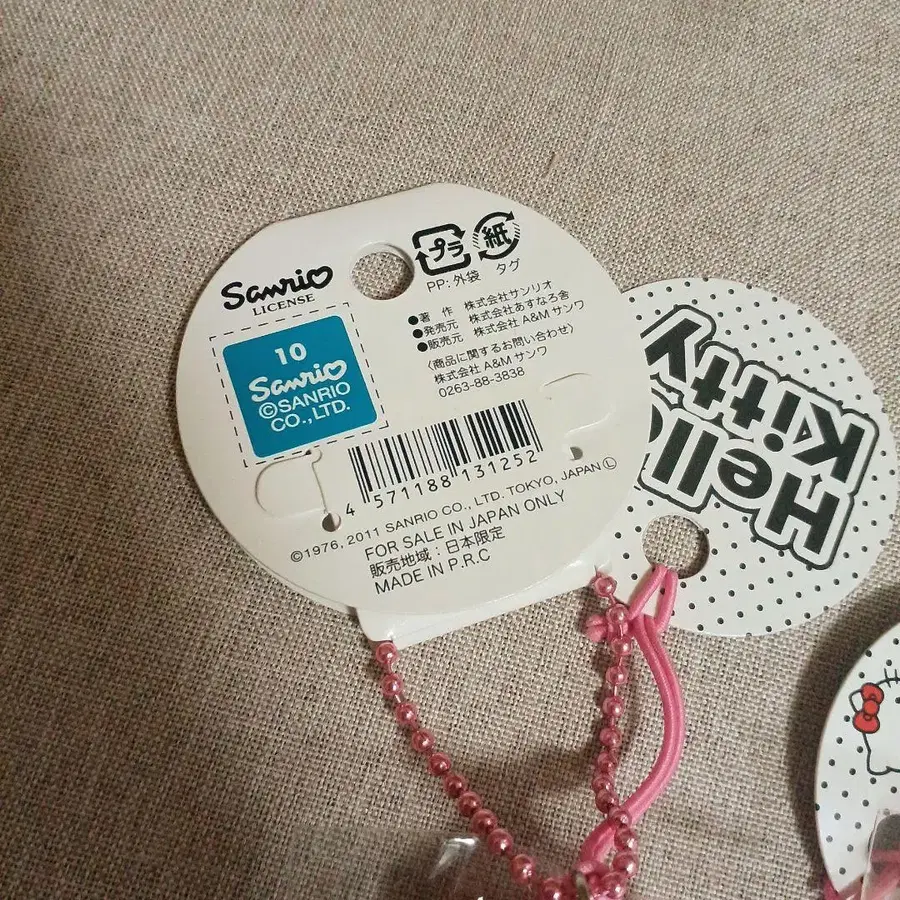 Sanrio
LICENSE
プラ
紙
PP:外袋 タグ
●著 作 株式会社サンリオ
●発売元 株式会社あすなろ舎
●販売元 株式会社 A&M サンワ
〈商品に関するお問い合わせ〉
株式会社 A&M サンワ
0263-88-3838
10
Sanrio
©SANRIO
CO.,LTD.
4 571188 131252
©1976, 2011 SANRIO CO., LTD. TOKYO, JAPAN Ⓛ
FOR SALE IN JAPAN ONLY
販売地域：日本限定
MADE IN P.R.C
Hello
Kitty